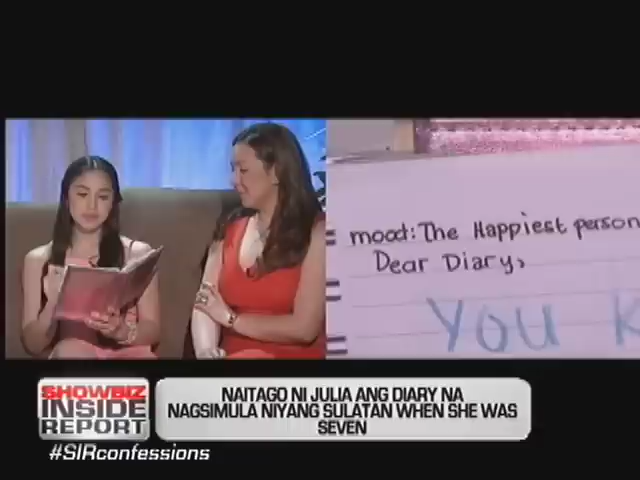 mood: The Happiest person
Dear Diary,
YOU K
SHOWBIZ
INSIDE
REPORT
NAITAGO NI JULIA ANG DIARY NA
NAGSIMULA NIYANG SULATAN WHEN SHE WAS
SEVEN
#SIRconfessions